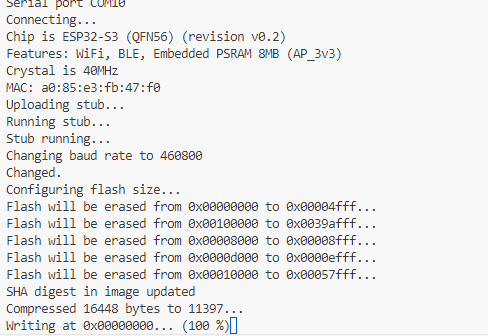 Serial port COM10
Connecting...
Chip is ESP32-S3 (QFN56) (revision v0.2)
Features: WiFi, BLE, Embedded PSRAM 8MB (AP_3v3)
Crystal is 40MHz
MAC: a0:85:e3:fb:47:f0
Uploading stub...
Running stub...
Stub running...
Changing baud rate to 460800
Changed.
Configuring flash size...
Flash will be erased from 0x00000000 to 0x00004fff...
Flash will be erased from 0x00100000 to 0x0039afff...
Flash will be erased from 0x00008000 to 0x00008fff...
Flash will be erased from 0x0000d000 to 0x0000efff...
Flash will be erased from 0x00010000 to 0x00057fff...
SHA digest in image updated
Compressed 16448 bytes to 11397...
Writing at 0x00000000... (100 %)